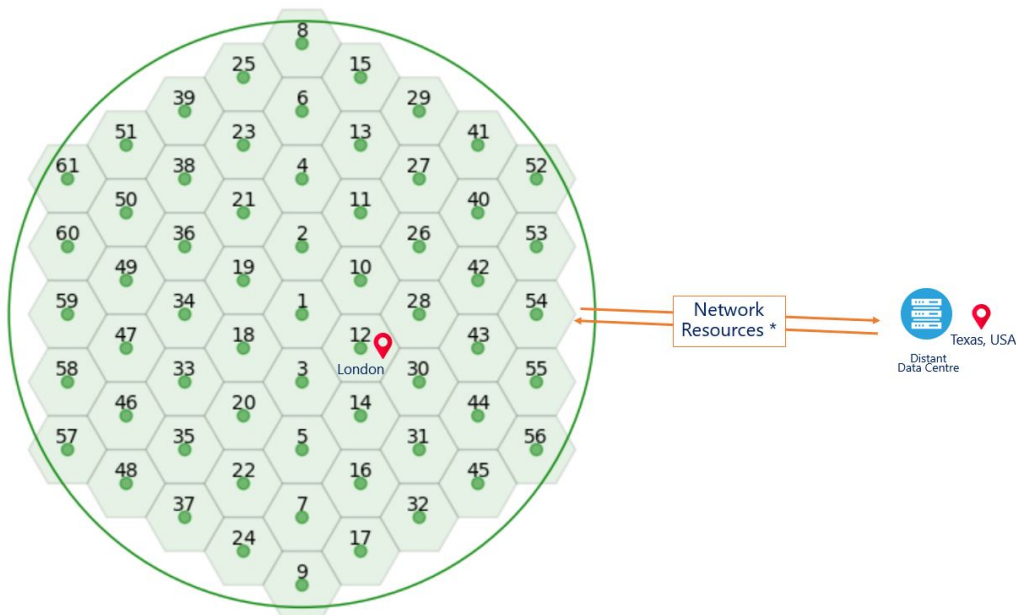 8
25 15
39 6 29
51 23 13 41
61 38 4 27 52
50 21 11 40
60 36 2 26 53
49 19 10 42
59 34 1 28 54
Network
Resources *
47 18 12 43
Texas, USA
London
Distant
Data Centre
58 33 3 30 55
46 20 14 44
57 35 5 31 56
48 22 16 45
37 7 32
24 17
9